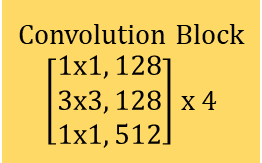 Convolution Block
1x1, 128
3x3, 128 x 4
1x1, 512